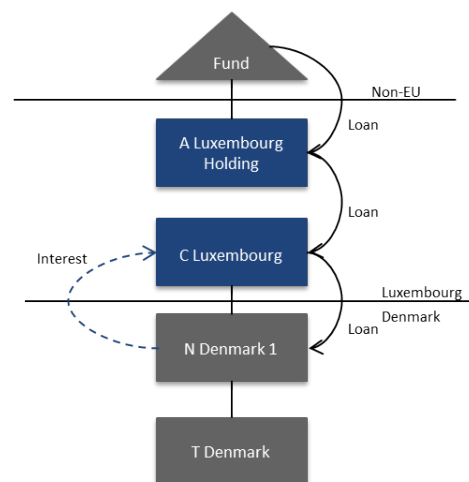 Fund
Non-EU
Loan
A Luxembourg
Holding
Loan
Interest
C Luxembourg
Luxembourg
Denmark
Loan
N Denmark 1
T Denmark